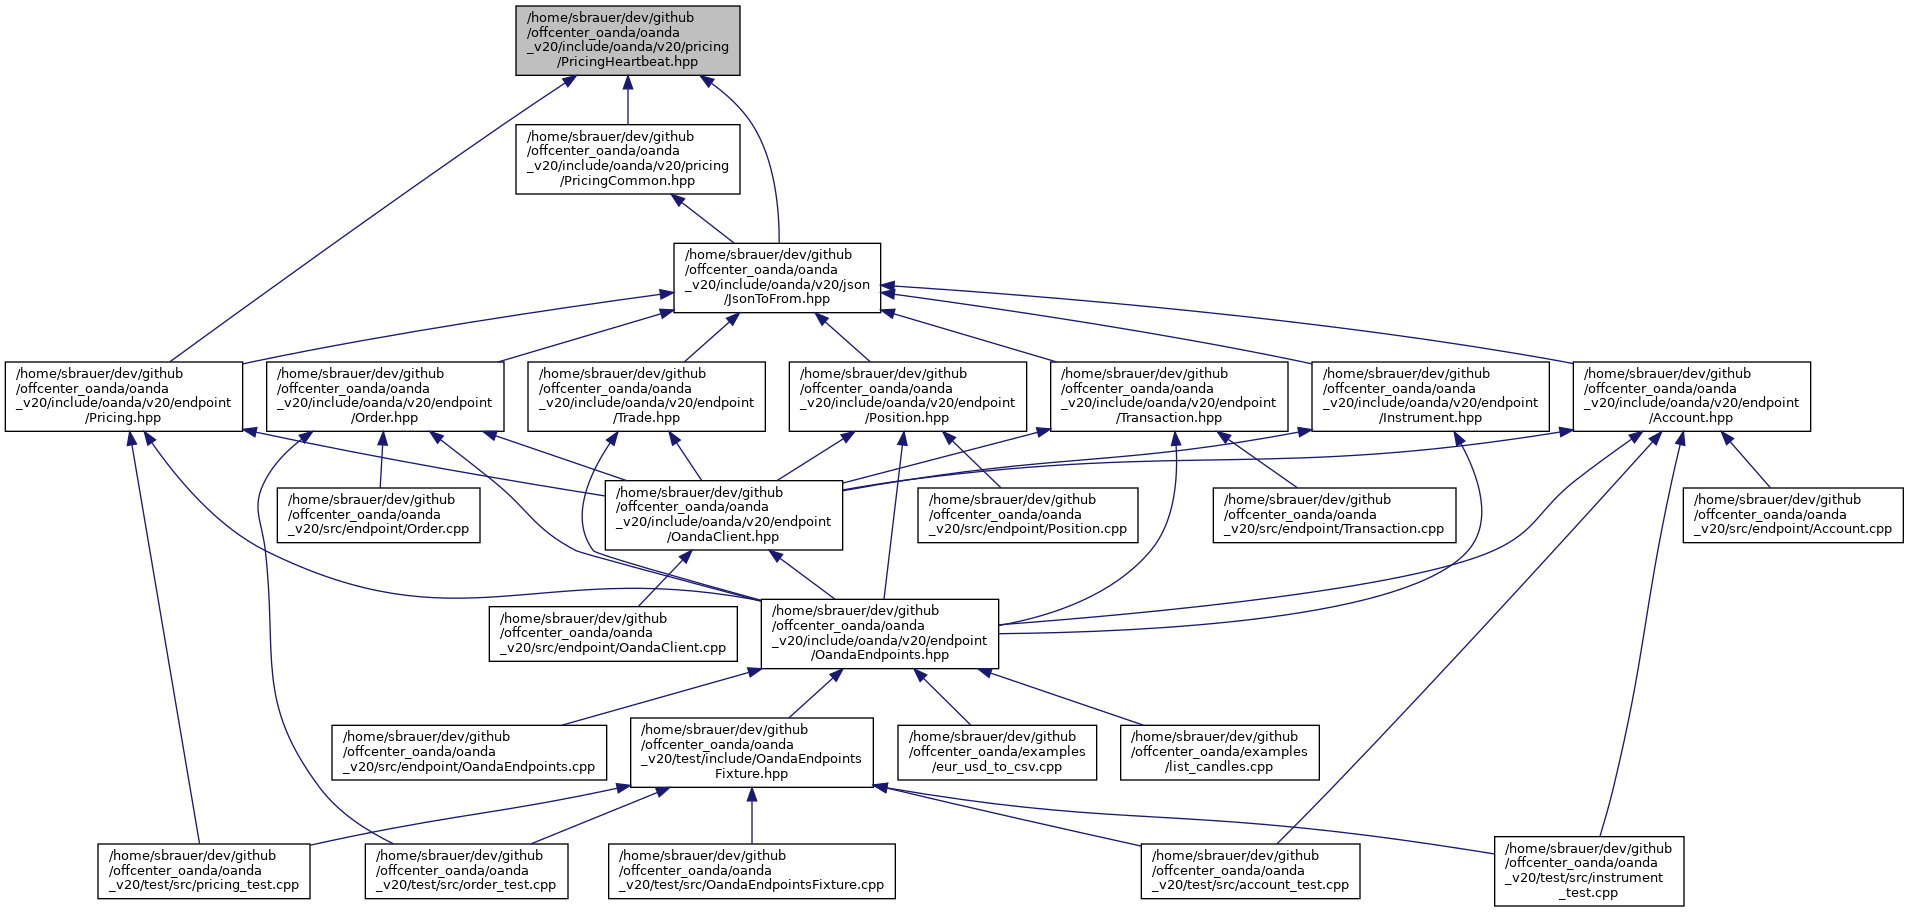 /home/sbrauer/dev/github
/offcenter_oanda/oanda
_v20/include/oanda/v20/pricing
/PricingHeartbeat.hpp
/home/sbrauer/dev/github
/offcenter_oanda/oanda
_v20/include/oanda/v20/pricing
/PricingCommon.hpp
/home/sbrauer/dev/github
/offcenter_oanda/oanda
_v20/include/oanda/v20/json
/JsonToFrom.hpp
/home/sbrauer/dev/github
/offcenter_oanda/oanda
_v20/include/oanda/v20/endpoint
/Pricing.hpp
/home/sbrauer/dev/github
/offcenter_oanda/oanda
_v20/include/oanda/v20/endpoint
/Order.hpp
/home/sbrauer/dev/github
/offcenter_oanda/oanda
_v20/include/oanda/v20/endpoint
/Trade.hpp
/home/sbrauer/dev/github
/offcenter_oanda/oanda
_v20/include/oanda/v20/endpoint
/Position.hpp
/home/sbrauer/dev/github
/offcenter_oanda/oanda
_v20/include/oanda/v20/endpoint
/Transaction.hpp
/home/sbrauer/dev/github
/offcenter_oanda/oanda
_v20/include/oanda/v20/endpoint
/Instrument.hpp
/home/sbrauer/dev/github
/offcenter_oanda/oanda
_v20/include/oanda/v20/endpoint
/Account.hpp
/home/sbrauer/dev/github
/offcenter_oanda/oanda
_v20/src/endpoint/Order.cpp
/home/sbrauer/dev/github
/offcenter_oanda/oanda
_v20/include/oanda/v20/endpoint
/OandaClient.hpp
/home/sbrauer/dev/github
/offcenter_oanda/oanda
_v20/src/endpoint/Position.cpp
/home/sbrauer/dev/github
/offcenter_oanda/oanda
_v20/src/endpoint/Transaction.cpp
/home/sbrauer/dev/github
/offcenter_oanda/oanda
_v20/src/endpoint/Account.cpp
/home/sbrauer/dev/github
/offcenter_oanda/oanda
_v20/src/endpoint/OandaClient.cpp
/home/sbrauer/dev/github
/offcenter_oanda/oanda
_v20/include/oanda/v20/endpoint
/OandaEndpoints.hpp
/home/sbrauer/dev/github
/offcenter_oanda/oanda
_v20/src/endpoint/OandaEndpoints.cpp
/home/sbrauer/dev/github
/offcenter_oanda/oanda
_v20/test/include/OandaEndpoints
Fixture.hpp
/home/sbrauer/dev/github
/offcenter_oanda/examples
/eur_usd_to_csv.cpp
/home/sbrauer/dev/github
/offcenter_oanda/examples
/list_candles.cpp
/home/sbrauer/dev/github
/offcenter_oanda/oanda
_v20/test/src/pricing_test.cpp
/home/sbrauer/dev/github
/offcenter_oanda/oanda
_v20/test/src/order_test.cpp
/home/sbrauer/dev/github
/offcenter_oanda/oanda
_v20/test/src/OandaEndpointsFixture.cpp
/home/sbrauer/dev/github
/offcenter_oanda/oanda
_v20/test/src/account_test.cpp
/home/sbrauer/dev/github
/offcenter_oanda/oanda
_v20/test/src/instrument
_test.cpp